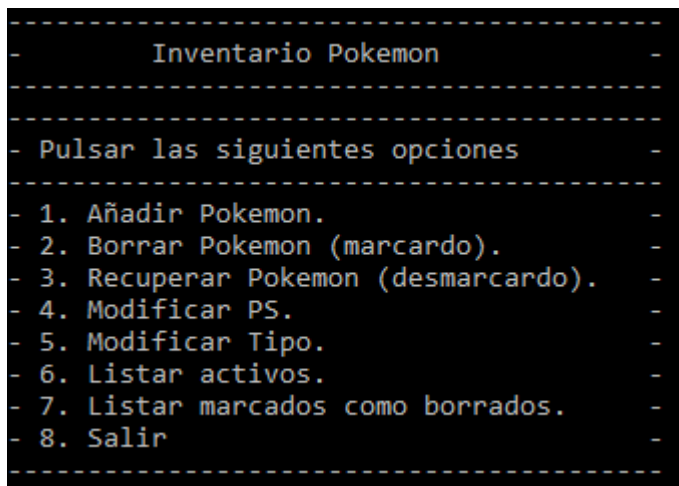 -----------------------------------------
-        Inventario Pokemon             -
-----------------------------------------
-----------------------------------------
- Pulsar las siguientes opciones        -
-----------------------------------------
- 1. Añadir Pokemon.                    -
- 2. Borrar Pokemon (marcardo).         -
- 3. Recuperar Pokemon (desmarcardo).   -
- 4. Modificar PS.                      -
- 5. Modificar Tipo.                    -
- 6. Listar activos.                    -
- 7. Listar marcados como borrados.     -
- 8. Salir                              -
-----------------------------------------